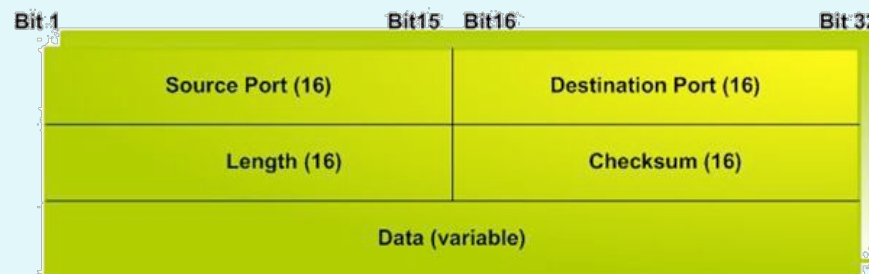 Bit 1 Bit15 Bit16 Bit 32
Source Port (16) Destination Port (16)
Length (16) Checksum (16)
Data (variable)